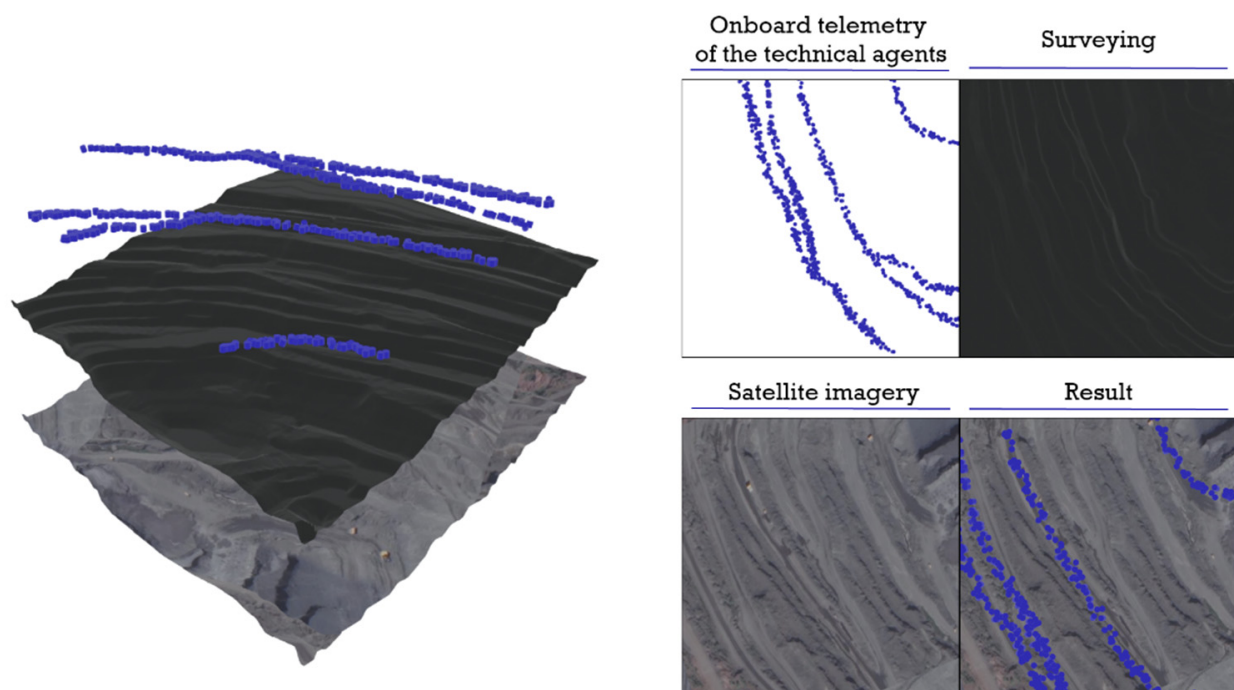 Onboard telemetry
of the technical agents
Surveying
Satellite imagery
Result